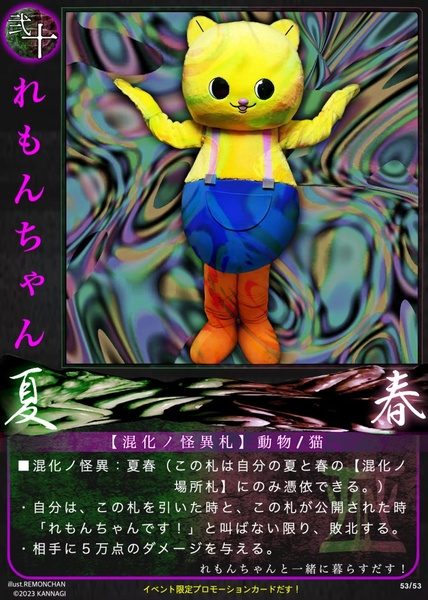 弐十
れもんちゃん
夏
春
【混化ノ怪異札】動物/猫
■混化ノ怪異：夏春（この札は自分の夏と春の【混化ノ
場所札】にのみ憑依できる。）
・自分は、この札を引いた時と、この札が公開された時
「れもんちゃんです！」と叫ばない限り、敗北する。
・相手に５万点のダメージを与える。
れもんちゃんと一緒に暮らすだす！
illust.REMONCHAN
©2023 KANNAGI
イベント限定プロモーションカードだす！
53/53